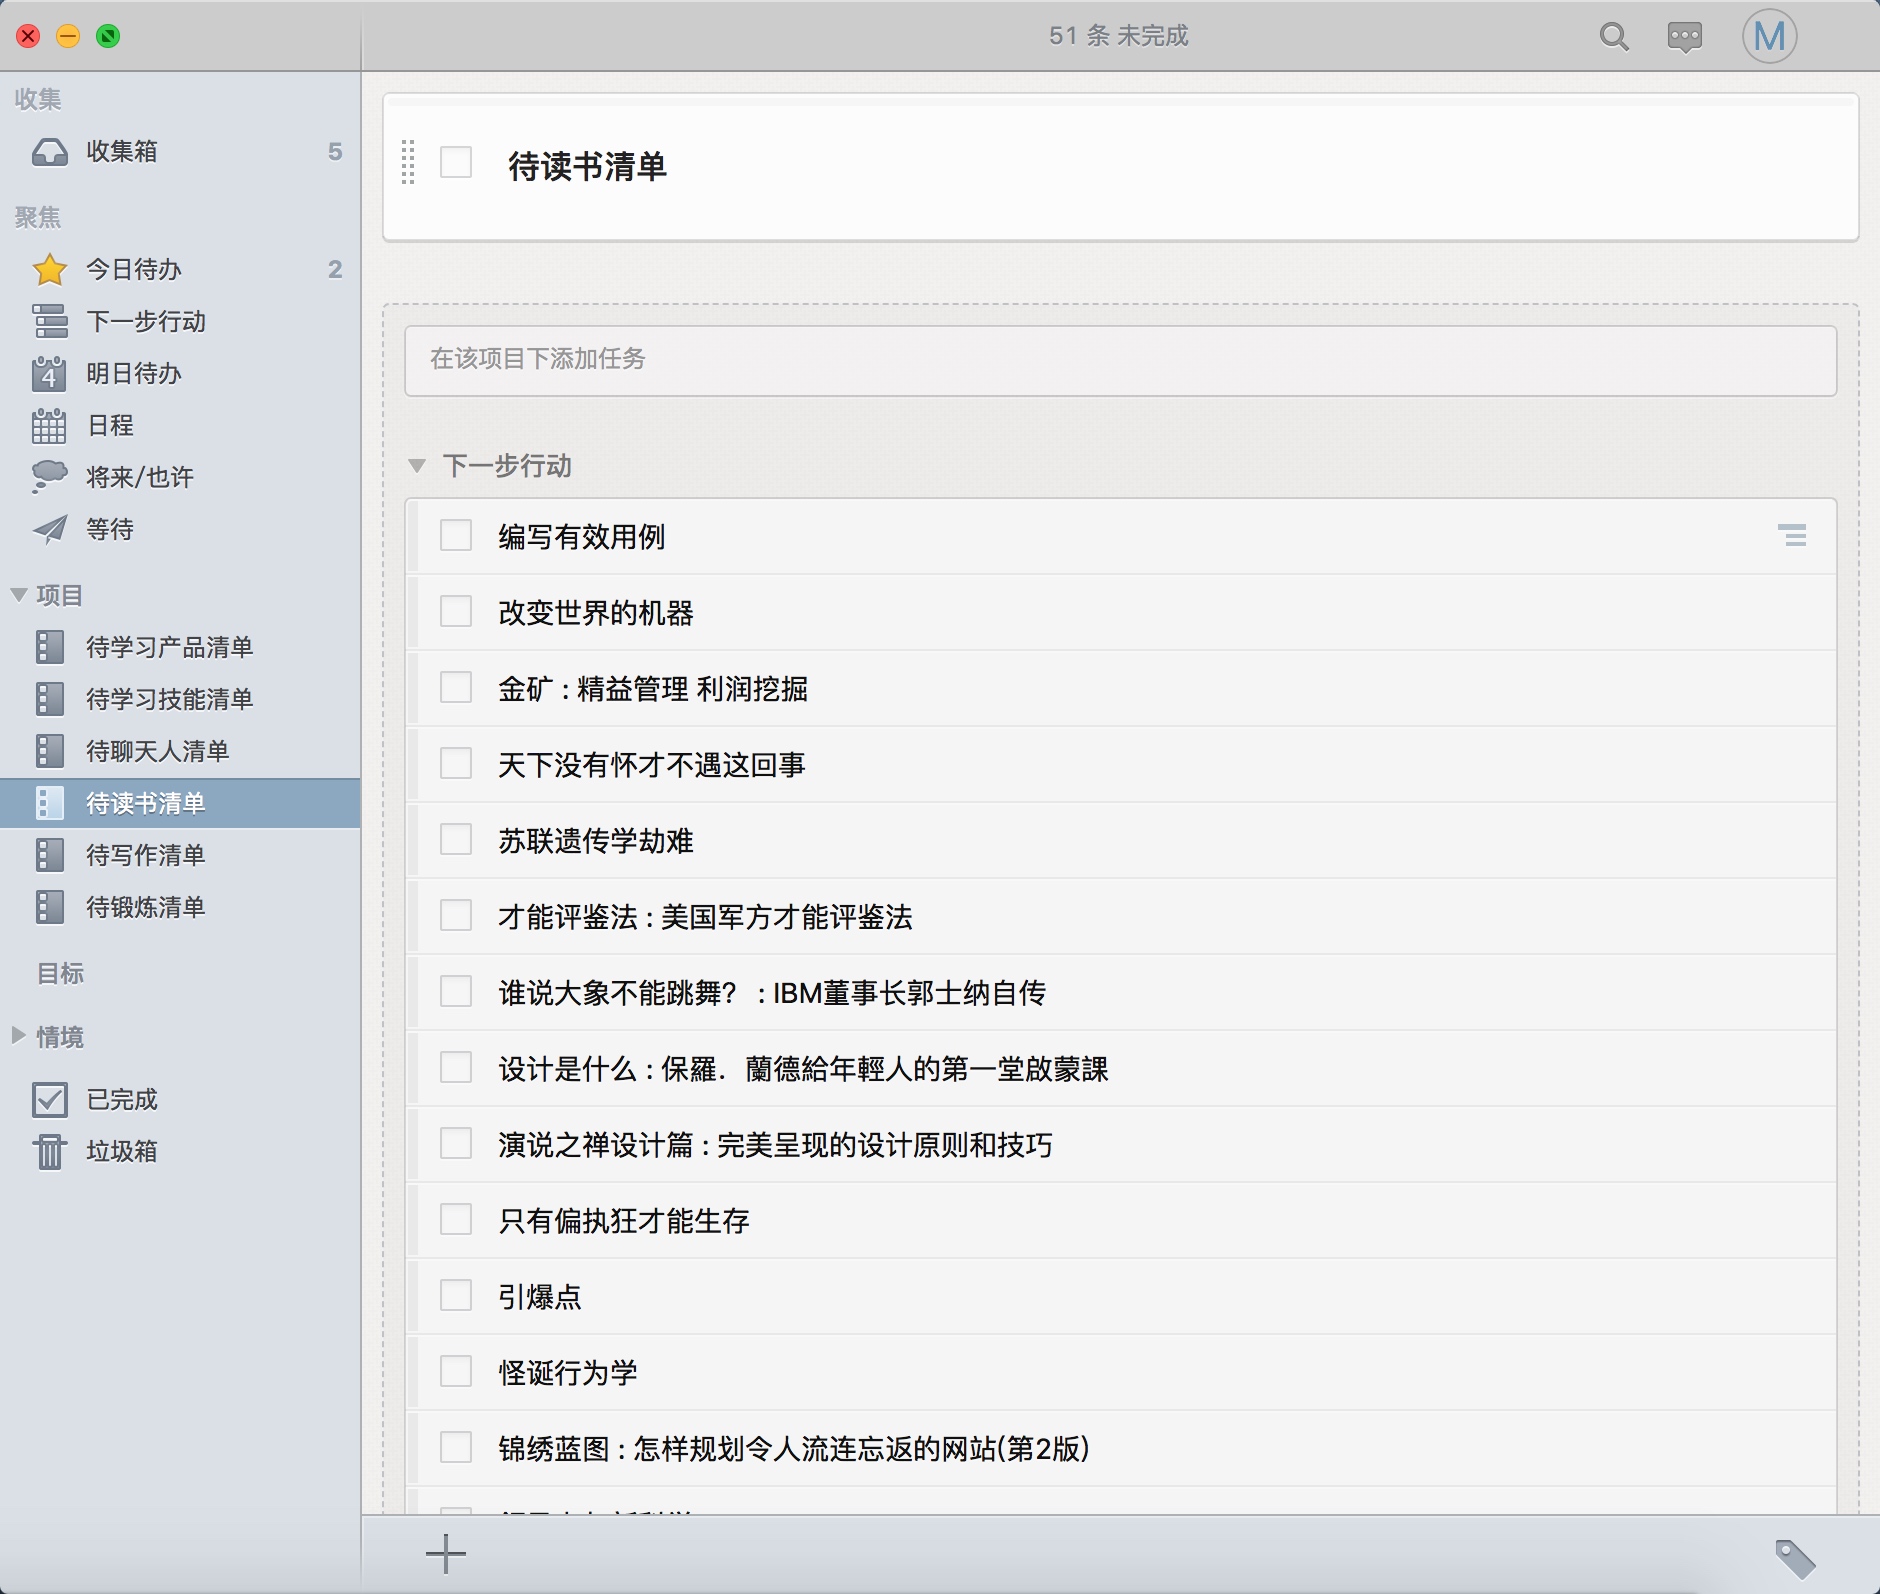 51 条 未完成
M
收集
收集箱 5
聚焦
今日待办 2
下一步行动
4 明日待办
日程
将来/也许
等待
项目
待学习产品清单
待学习技能清单
待聊天人清单
待读书清单
待写作清单
待锻炼清单
目标
情境
已完成
垃圾箱
待读书清单
在该项目下添加任务
下一步行动
编写有效用例
改变世界的机器
金矿 : 精益管理 利润挖掘
天下没有怀才不遇这回事
苏联遗传学劫难
才能评鉴法 : 美国军方才能评鉴法
谁说大象不能跳舞？ : IBM董事长郭士纳自传
设计是什么 : 保羅．蘭德給年輕人的第一堂啟蒙課
演说之禅设计篇 : 完美呈现的设计原则和技巧
只有偏执狂才能生存
引爆点
怪诞行为学
锦绣蓝图 : 怎样规划令人流连忘返的网站(第2版)